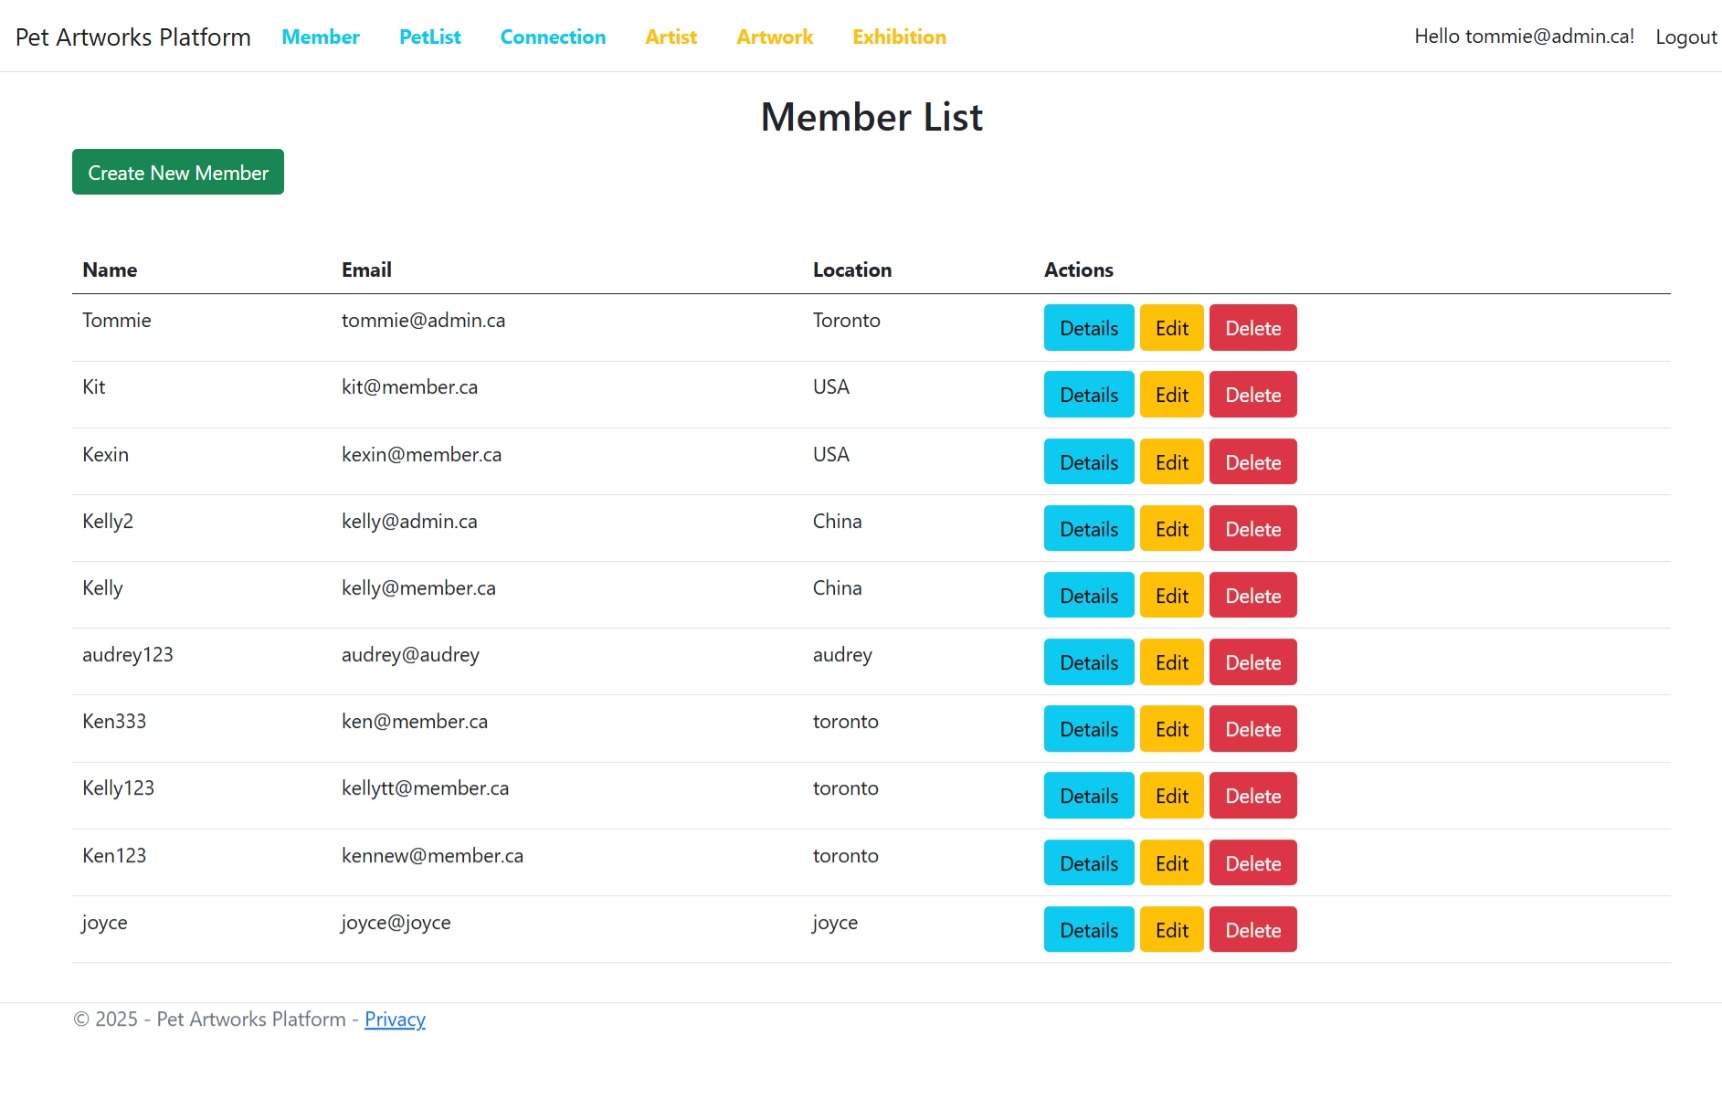 Pet Artworks Platform Member PetList Connection Artist Artwork Exhibition Hello tommie@admin.ca! Logout
Member List
Create New Member
Name Email Location Actions
Tommie tommie@admin.ca Toronto Details Edit Delete
Kit kit@member.ca USA Details Edit Delete
Kexin kexin@member.ca USA Details Edit Delete
Kelly2 kelly@admin.ca China Details Edit Delete
Kelly kelly@member.ca China Details Edit Delete
audrey123 audrey@audrey audrey Details Edit Delete
Ken333 ken@member.ca toronto Details Edit Delete
Kelly123 kellytt@member.ca toronto Details Edit Delete
Ken123 kennew@member.ca toronto Details Edit Delete
joyce joyce@joyce joyce Details Edit Delete
© 2025 - Pet Artworks Platform - Privacy